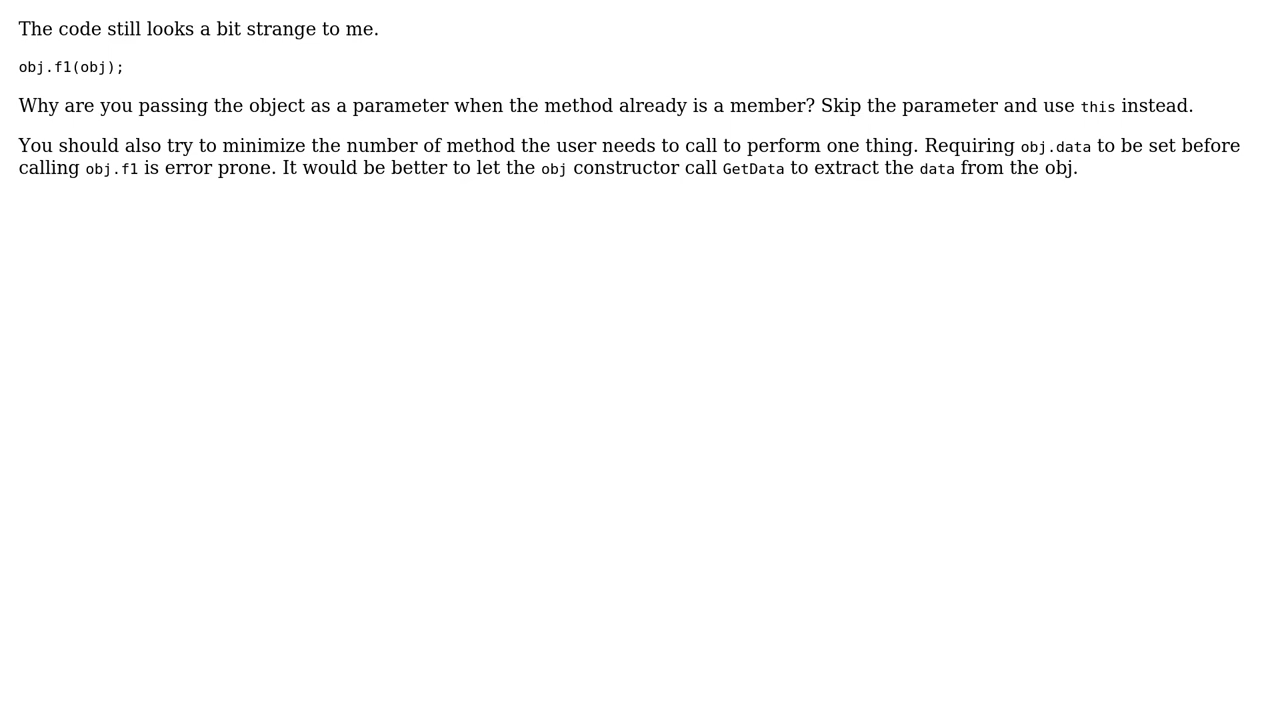 The code still looks a bit strange to me.
obj.f1(obj);
Why are you passing the object as a parameter when the method already is a member? Skip the parameter and use this instead.
You should also try to minimize the number of method the user needs to call to perform one thing. Requiring obj.data to be set before
calling obj.f1 is error prone. It would be better to let the obj constructor call GetData to extract the data from the obj.